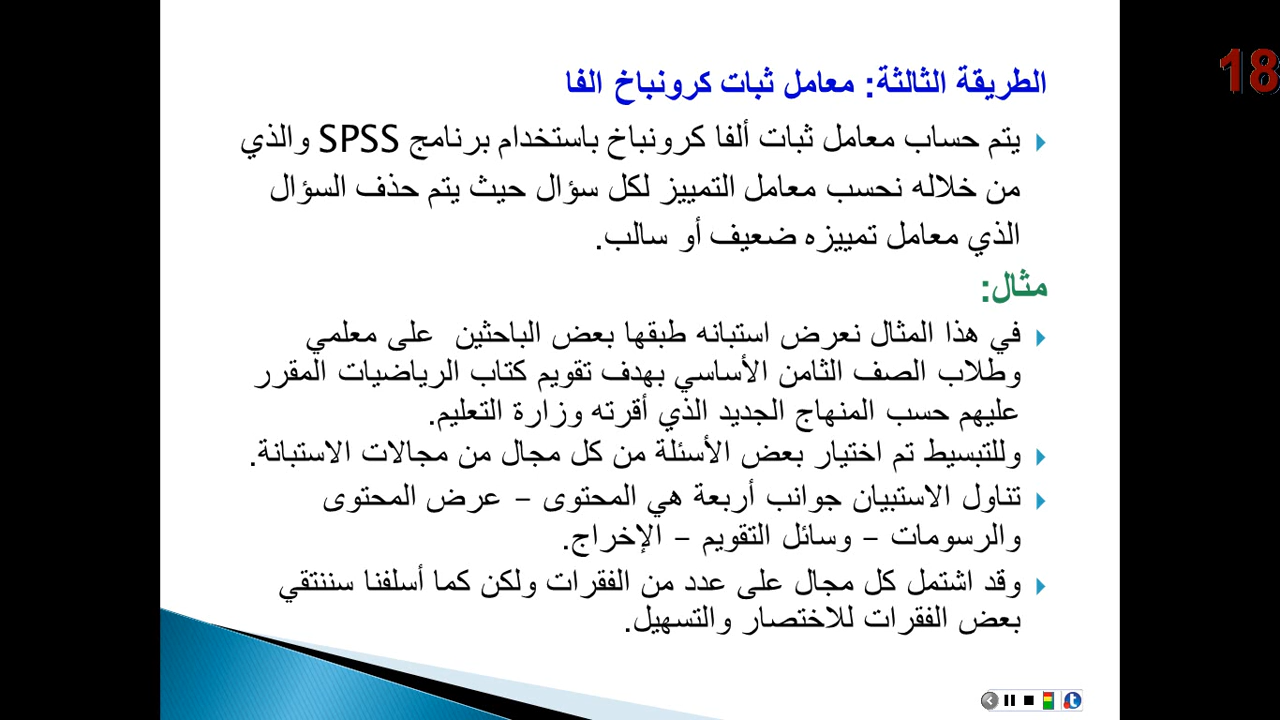 18
الطريقة الثالثة: معامل ثبات كرونباخ الفا
يتم حساب معامل ثبات ألفا كرونباخ باستخدام برنامج SPSS والذي
من خلاله نحسب معامل التمييز لكل سؤال حيث يتم حذف السؤال
الذي معامل تمييزه ضعيف أو سالب.
مثال:
في هذا المثال نعرض استبانه طبقها بعض الباحثين على معلمي
وطلاب الصف الثامن الأساسي بهدف تقويم كتاب الرياضيات المقرر
عليهم حسب المنهاج الجديد الذي أقرته وزارة التعليم.
وللتبسيط تم اختيار بعض الأسئلة من كل مجال من مجالات الاستبانة.
تناول الاستبيان جوانب أربعة هي المحتوى – عرض المحتوى
والرسومات – وسائل التقويم – الإخراج.
وقد اشتمل كل مجال على عدد من الفقرات ولكن كما أسلفنا سننتقي
بعض الفقرات للاختصار والتسهيل.